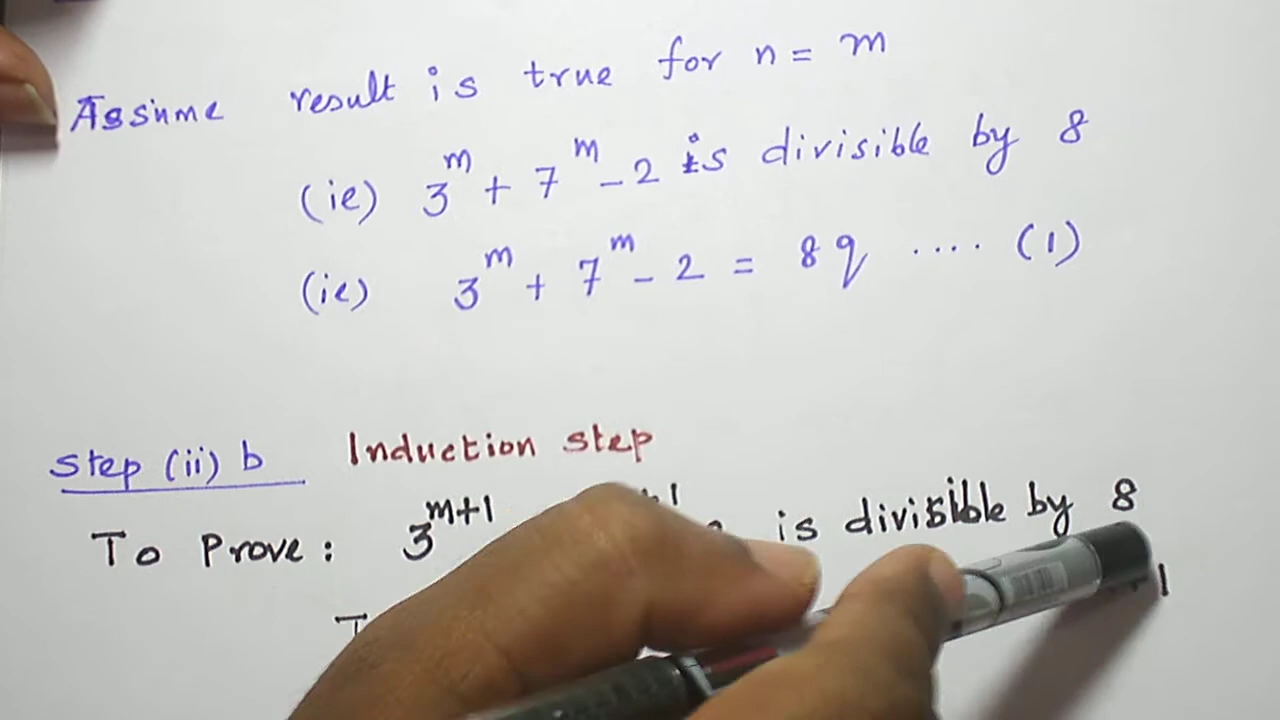 Assume result is true for n = m
(ie) 3^m + 7^m - 2 is divisible by 8
(ie) 3^m + 7^m - 2 = 8q .... (1)
Step (ii) b Induction step
To Prove: 3^{m+1} is divisible by 8